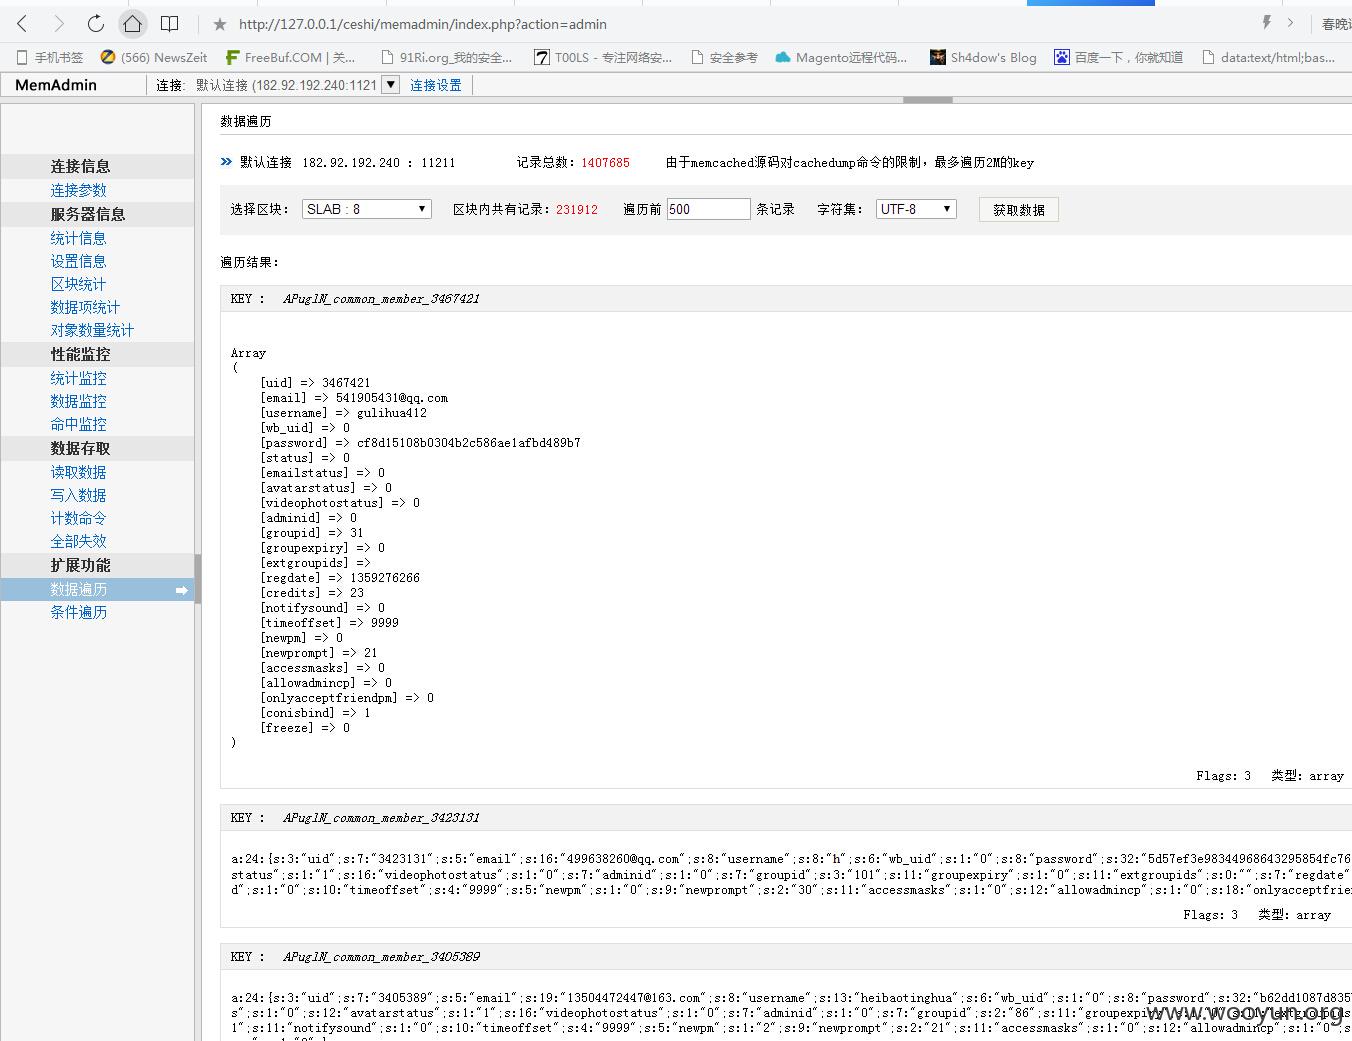 http://127.0.0.1/ceshi/memadmin/index.php?action=admin
春晚
手机书签 (566) NewsZeit FreeBuf.COM | 关... 91Ri.org_我的安全... T00LS - 专注网络安... 安全参考 Magento远程代码... Sh4dow's Blog 百度一下，你就知道 data:text/html;bas...
MemAdmin 连接: 默认连接 (182.92.192.240:1121 连接设置
连接信息
连接参数
服务器信息
统计信息
设置信息
区块统计
数据项统计
对象数量统计
性能监控
统计监控
数据监控
命中监控
数据存取
读取数据
写入数据
计数命令
全部失效
扩展功能
数据遍历
条件遍历
数据遍历
默认连接 182.92.192.240 : 11211 记录总数: 1407685 由于memcached源码对cachedump命令的限制，最多遍历2M的key
选择区块: SLAB : 8 区块内共有记录: 231912 遍历前 500 条记录 字符集: UTF-8 获取数据
遍历结果:
KEY : APuglN_common_member_3467421
Array
(
[uid] => 3467421
[email] => 541905431@qq.com
[username] => gulihua412
[wb_uid] => 0
[password] => cf8d15108b0304b2c586ae1afbd489b7
[status] => 0
[emailstatus] => 0
[avatarstatus] => 0
[videophotostatus] => 0
[adminid] => 0
[groupid] => 31
[groupexpiry] => 0
[extgroupids] =>
[regdate] => 1359276266
[credits] => 23
[notifysound] => 0
[timeoffset] => 9999
[newpm] => 0
[newprompt] => 21
[accessmasks] => 0
[allowadmincp] => 0
[onlyacceptfriendpm] => 0
[conisbind] => 1
[freeze] => 0
)
Flags: 3 类型: array
KEY : APuglN_common_member_3423131
a:24:{s:3:"uid";s:7:"3423131";s:5:"email";s:16:"499638260@qq.com";s:8:"username";s:8:"h";s:6:"wb_uid";s:1:"0";s:8:"password";s:32:"5d57ef3e98344968643295854fc76
status";s:1:"1";s:16:"videophotostatus";s:1:"0";s:7:"adminid";s:1:"0";s:7:"groupid";s:3:"101";s:11:"groupexpiry";s:1:"0";s:11:"extgroupids";s:0:"";s:7:"regdate"
d";s:1:"0";s:10:"timeoffset";s:4:"9999";s:5:"newpm";s:1:"0";s:9:"newprompt";s:2:"30";s:11:"accessmasks";s:1:"0";s:12:"allowadmincp";s:1:"0";s:18:"onlyacceptfrie
Flags: 3 类型: array
KEY : APuglN_common_member_3405389
a:24:{s:3:"uid";s:7:"3405389";s:5:"email";s:19:"13504472447@163.com";s:8:"username";s:13:"heibaotinghua";s:6:"wb_uid";s:1:"0";s:8:"password";s:32:"b62dd1087d835
s";s:1:"0";s:12:"avatarstatus";s:1:"1";s:16:"videophotostatus";s:1:"0";s:7:"adminid";s:1:"0";s:7:"groupid";s:2:"86";s:11:"groupexpiry";s:1:"0";s:11:"extgroupids
1";s:11:"notifysound";s:1:"0";s:10:"timeoffset";s:4:"9999";s:5:"newpm";s:1:"2";s:9:"newprompt";s:2:"21";s:11:"accessmasks";s:1:"0";s:12:"allowadmincp";s:1:"0";s
www.wooyun.org